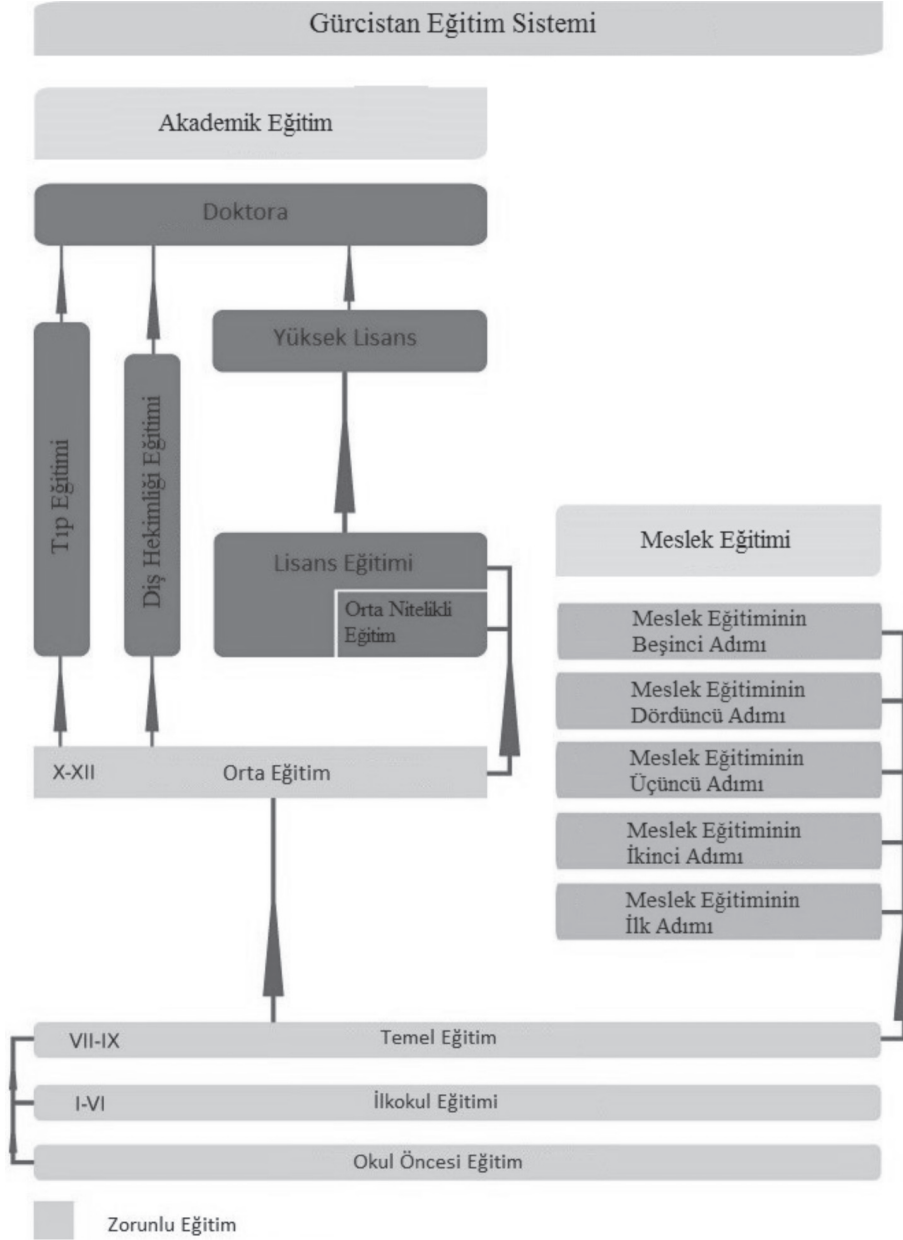 Gürcistan Eğitim Sistemi
Akademik Eğitim
Doktora
Yüksek Lisans
Tıp Eğitimi
Diş Hekimliği Eğitimi
Lisans Eğitimi
Orta Nitelikli
Eğitim
X-XII
Orta Eğitim
Meslek Eğitimi
Meslek Eğitiminin
Beşinci Adımı
Meslek Eğitiminin
Dördüncü Adımı
Meslek Eğitiminin
Üçüncü Adımı
Meslek Eğitiminin
İkinci Adımı
Meslek Eğitiminin
İlk Adımı
VII-IX
Temel Eğitim
I-VI
İlkokul Eğitimi
Okul Öncesi Eğitim
Zorunlu Eğitim